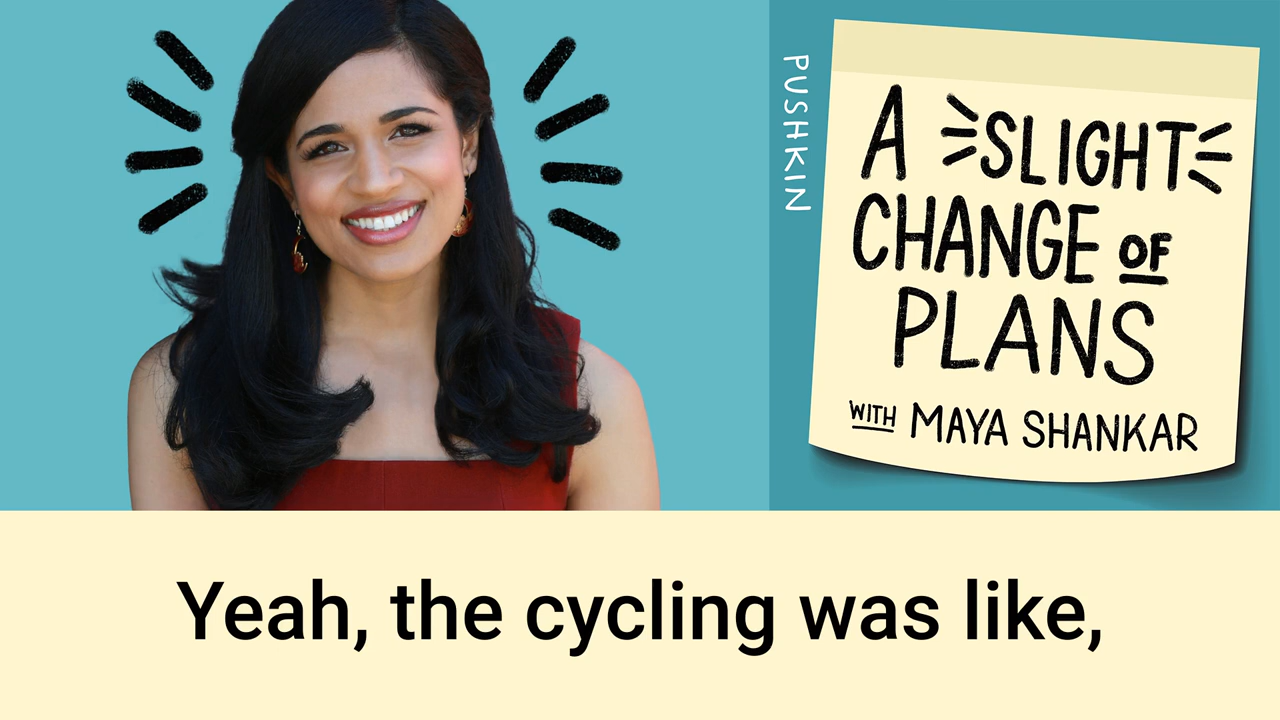 PUSHKIN
A SLIGHT
CHANGE OF
PLANS
WITH MAYA SHANKAR
Yeah, the cycling was like,